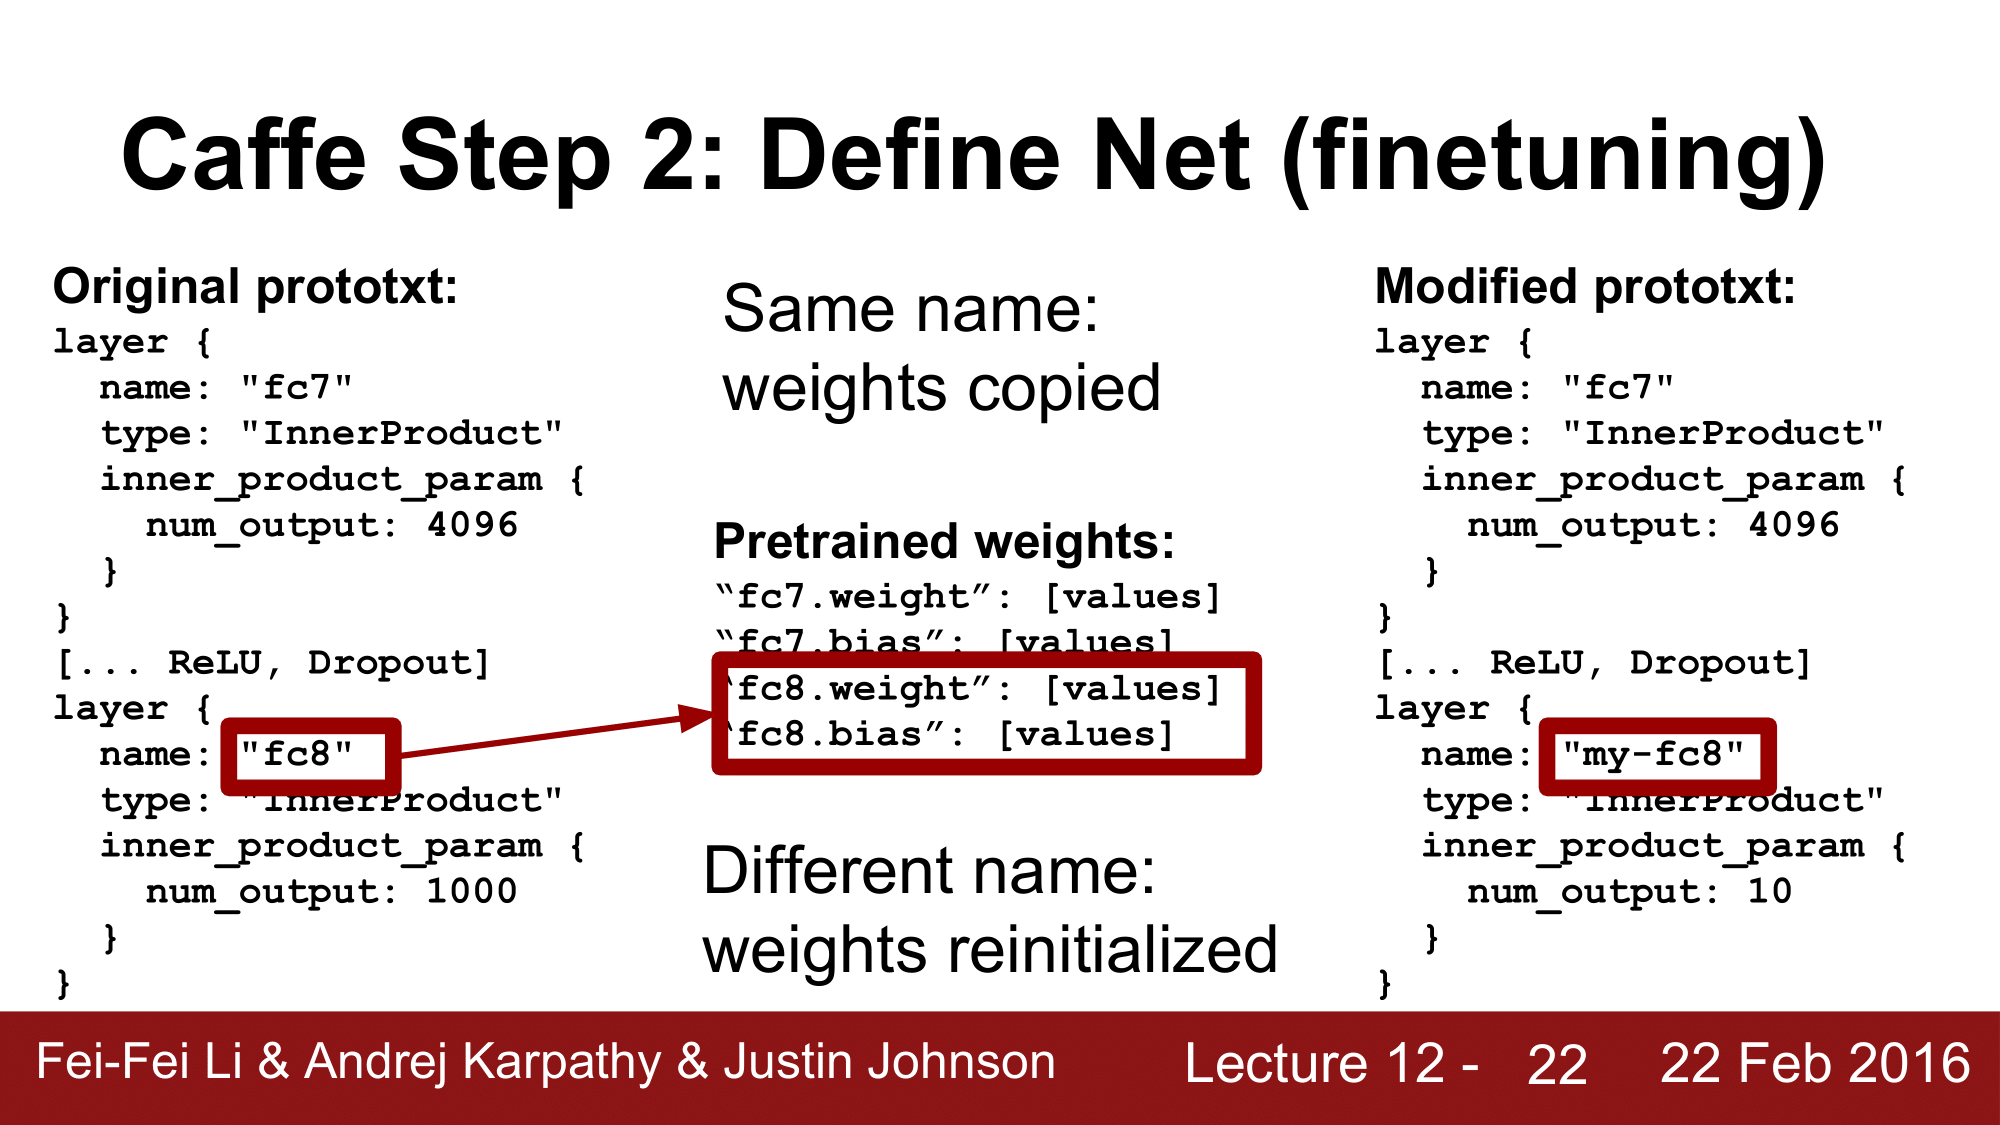 Caffe Step 2: Define Net (finetuning)
Original prototxt:
layer {
  name: "fc7"
  type: "InnerProduct"
  inner_product_param {
    num_output: 4096
  }
}
[... ReLU, Dropout]
layer {
  name: "fc8"
  type: "InnerProduct"
  inner_product_param {
    num_output: 1000
  }
}
Same name:
weights copied
Pretrained weights:
“fc7.weight”: [values]
“fc7.bias”: [values]
“fc8.weight”: [values]
“fc8.bias”: [values]
Different name:
weights reinitialized
Modified prototxt:
layer {
  name: "fc7"
  type: "InnerProduct"
  inner_product_param {
    num_output: 4096
  }
}
[... ReLU, Dropout]
layer {
  name: "my-fc8"
  type: "InnerProduct"
  inner_product_param {
    num_output: 10
  }
}
Fei-Fei Li & Andrej Karpathy & Justin Johnson
Lecture 12 - 22
22 Feb 2016